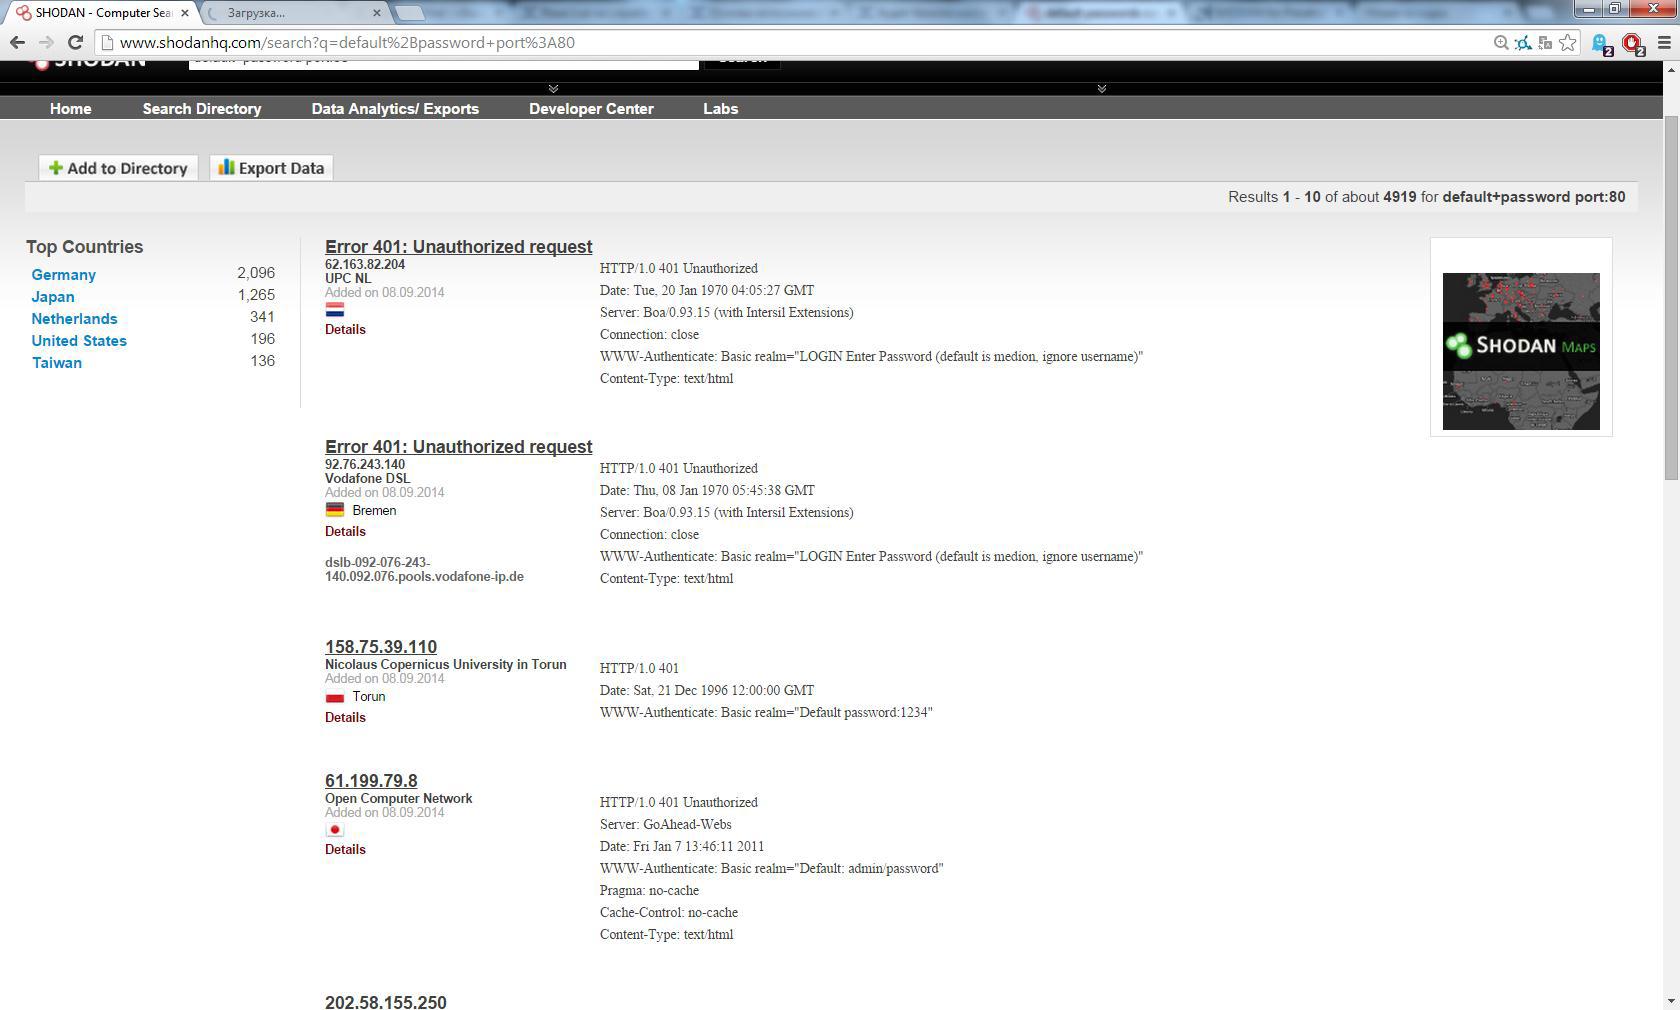 SHODAN - Computer Sea
Загрузка...
www.shodanhq.com/search?q=default%2Bpassword+port%3A80
2
2
SHODAN
Search
Home
Search Directory
Data Analytics/ Exports
Developer Center
Labs
Add to Directory
Export Data
Results 1 - 10 of about 4919 for default+password port:80
Top Countries
Germany 2,096
Japan 1,265
Netherlands 341
United States 196
Taiwan 136
Error 401: Unauthorized request
62.163.82.204
UPC NL
Added on 08.09.2014
Details
HTTP/1.0 401 Unauthorized
Date: Tue, 20 Jan 1970 04:05:27 GMT
Server: Boa/0.93.15 (with Intersil Extensions)
Connection: close
WWW-Authenticate: Basic realm="LOGIN Enter Password (default is medion, ignore username)"
Content-Type: text/html
SHODAN MAPS
Error 401: Unauthorized request
92.76.243.140
Vodafone DSL
Added on 08.09.2014
Bremen
Details
dslb-092-076-243-
140.092.076.pools.vodafone-ip.de
HTTP/1.0 401 Unauthorized
Date: Thu, 08 Jan 1970 05:45:38 GMT
Server: Boa/0.93.15 (with Intersil Extensions)
Connection: close
WWW-Authenticate: Basic realm="LOGIN Enter Password (default is medion, ignore username)"
Content-Type: text/html
158.75.39.110
Nicolaus Copernicus University in Torun
Added on 08.09.2014
Torun
Details
HTTP/1.0 401
Date: Sat, 21 Dec 1996 12:00:00 GMT
WWW-Authenticate: Basic realm="Default password:1234"
61.199.79.8
Open Computer Network
Added on 08.09.2014
Details
HTTP/1.0 401 Unauthorized
Server: GoAhead-Webs
Date: Fri Jan 7 13:46:11 2011
WWW-Authenticate: Basic realm="Default: admin/password"
Pragma: no-cache
Cache-Control: no-cache
Content-Type: text/html
202.58.155.250